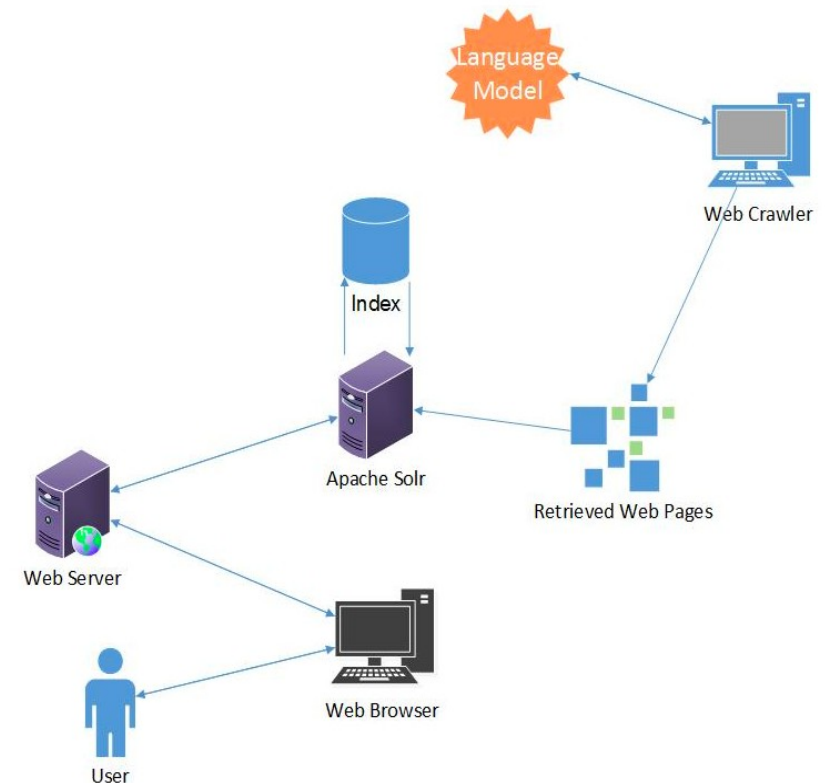 Language
Model
Web Crawler
Index
Apache Solr
Retrieved Web Pages
Web Server
Web Browser
User